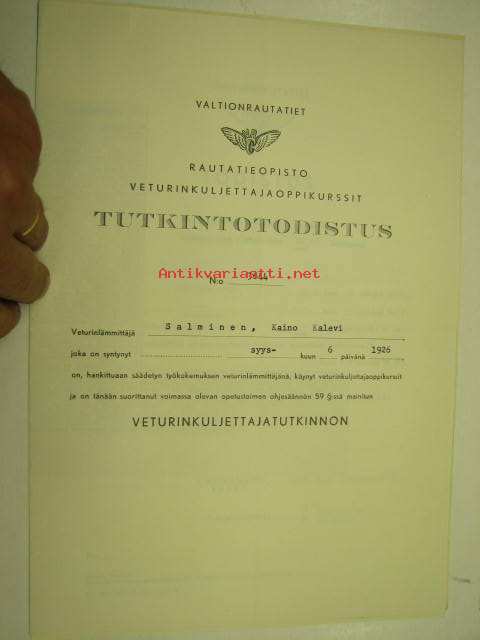 VALTIONRAUTATIET
RAUTATIEOPISTO
VETURINKULJETTAJAOPPIKURSSIT
TUTKINTOTODISTUS
Antikvariaatti.net
N:o
Veturinlämmittäjä Salminen, Kaino Kalevi
joka on syntynyt syys- kuun 6 päivänä 1926
on, hankittuaan säädetyn työkokemuksen veturinlämmittäjänä, käynyt veturinkuljettajaoppikurssit
ja on tänään suorittanut voimassa olevan opetustoimen ohjesäännön 59 §:ssä mainitun
VETURINKULJETTAJATUTKINNON